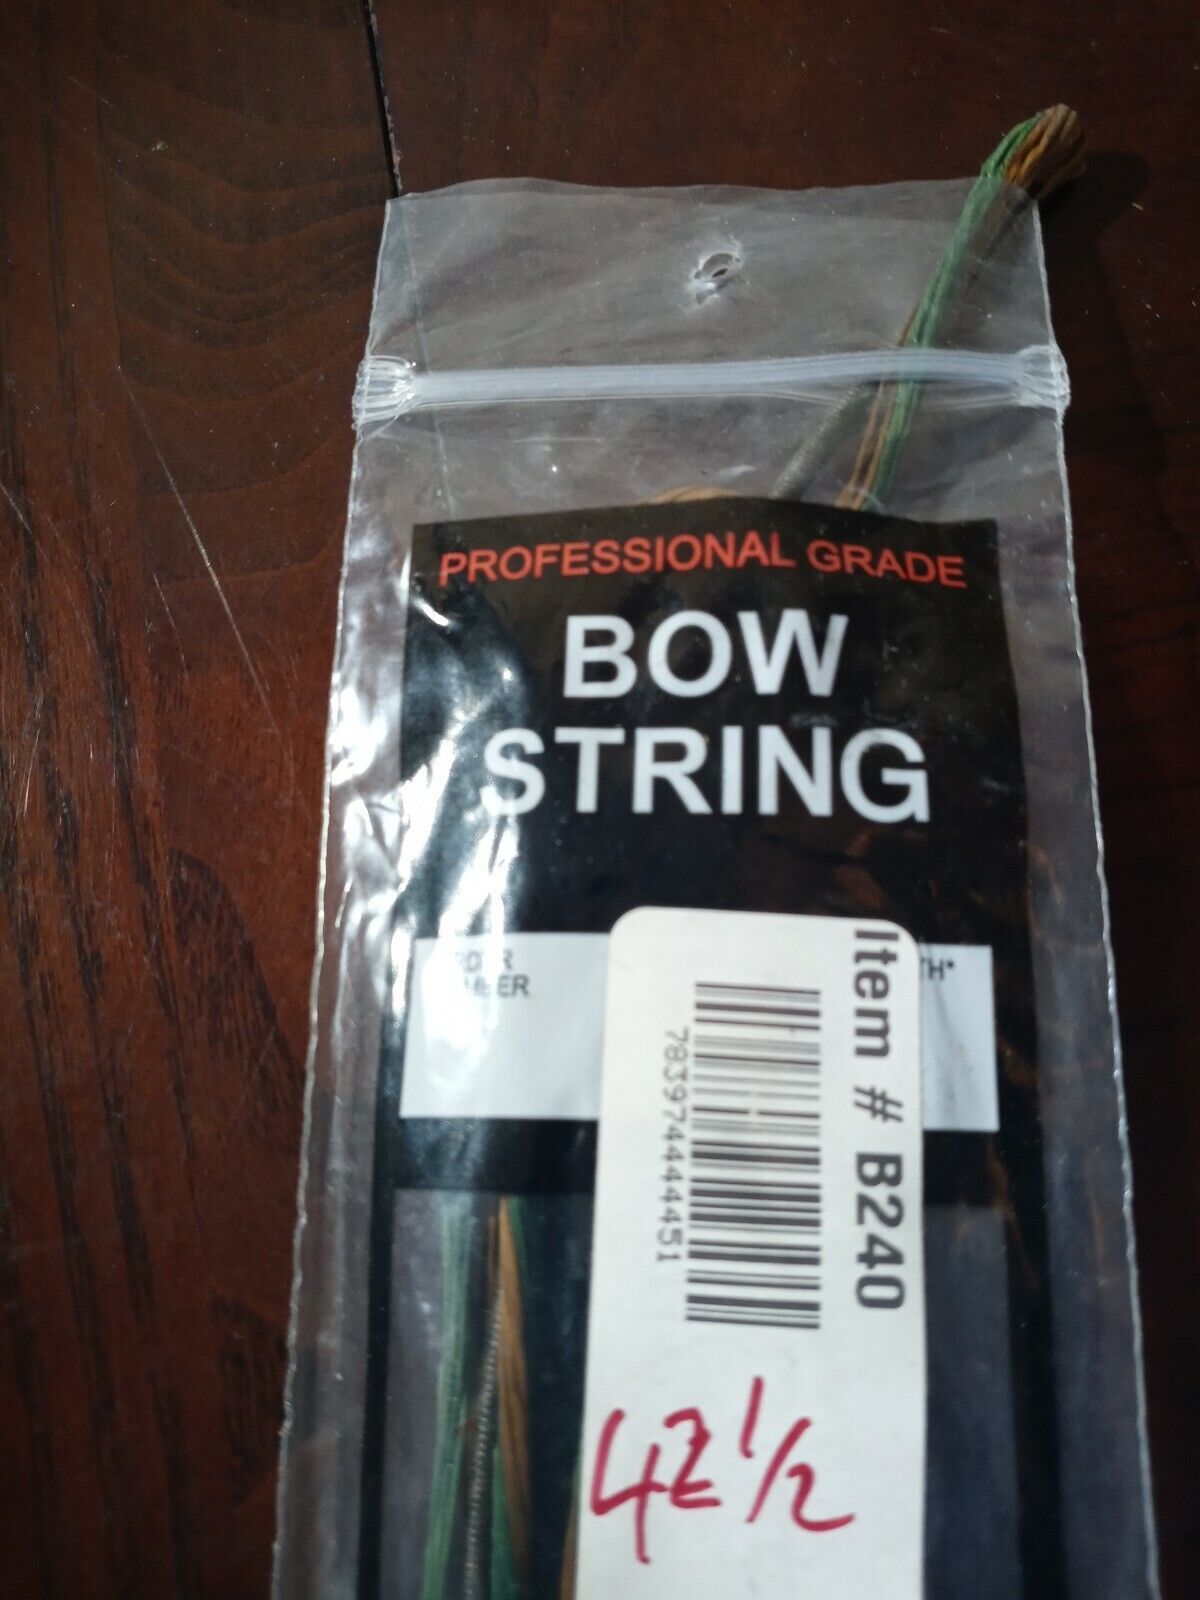 PROFESSIONAL GRADE
BOW
STRING
Item # B240
783974444451
42 1/2